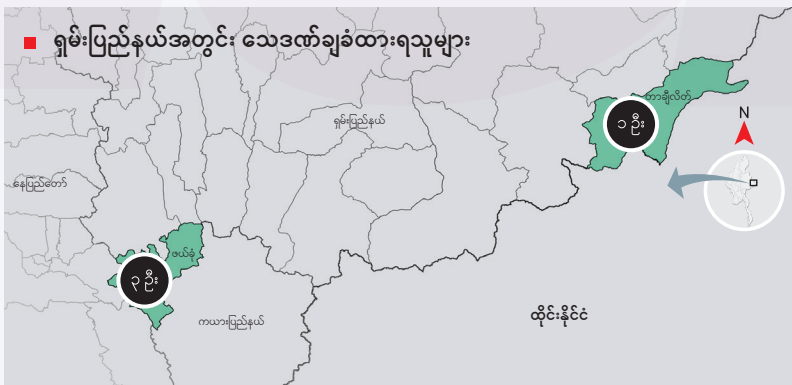 ရှမ်းပြည်နယ်အတွင်း သေဒဏ်ချခံထားရသူများ
တာချီလိတ်
၁ ဦး
N
ရှမ်းပြည်နယ်
နေပြည်တော်
ဖယ်ခုံ
၃ ဦး
ကယားပြည်နယ်
ထိုင်းနိုင်ငံ